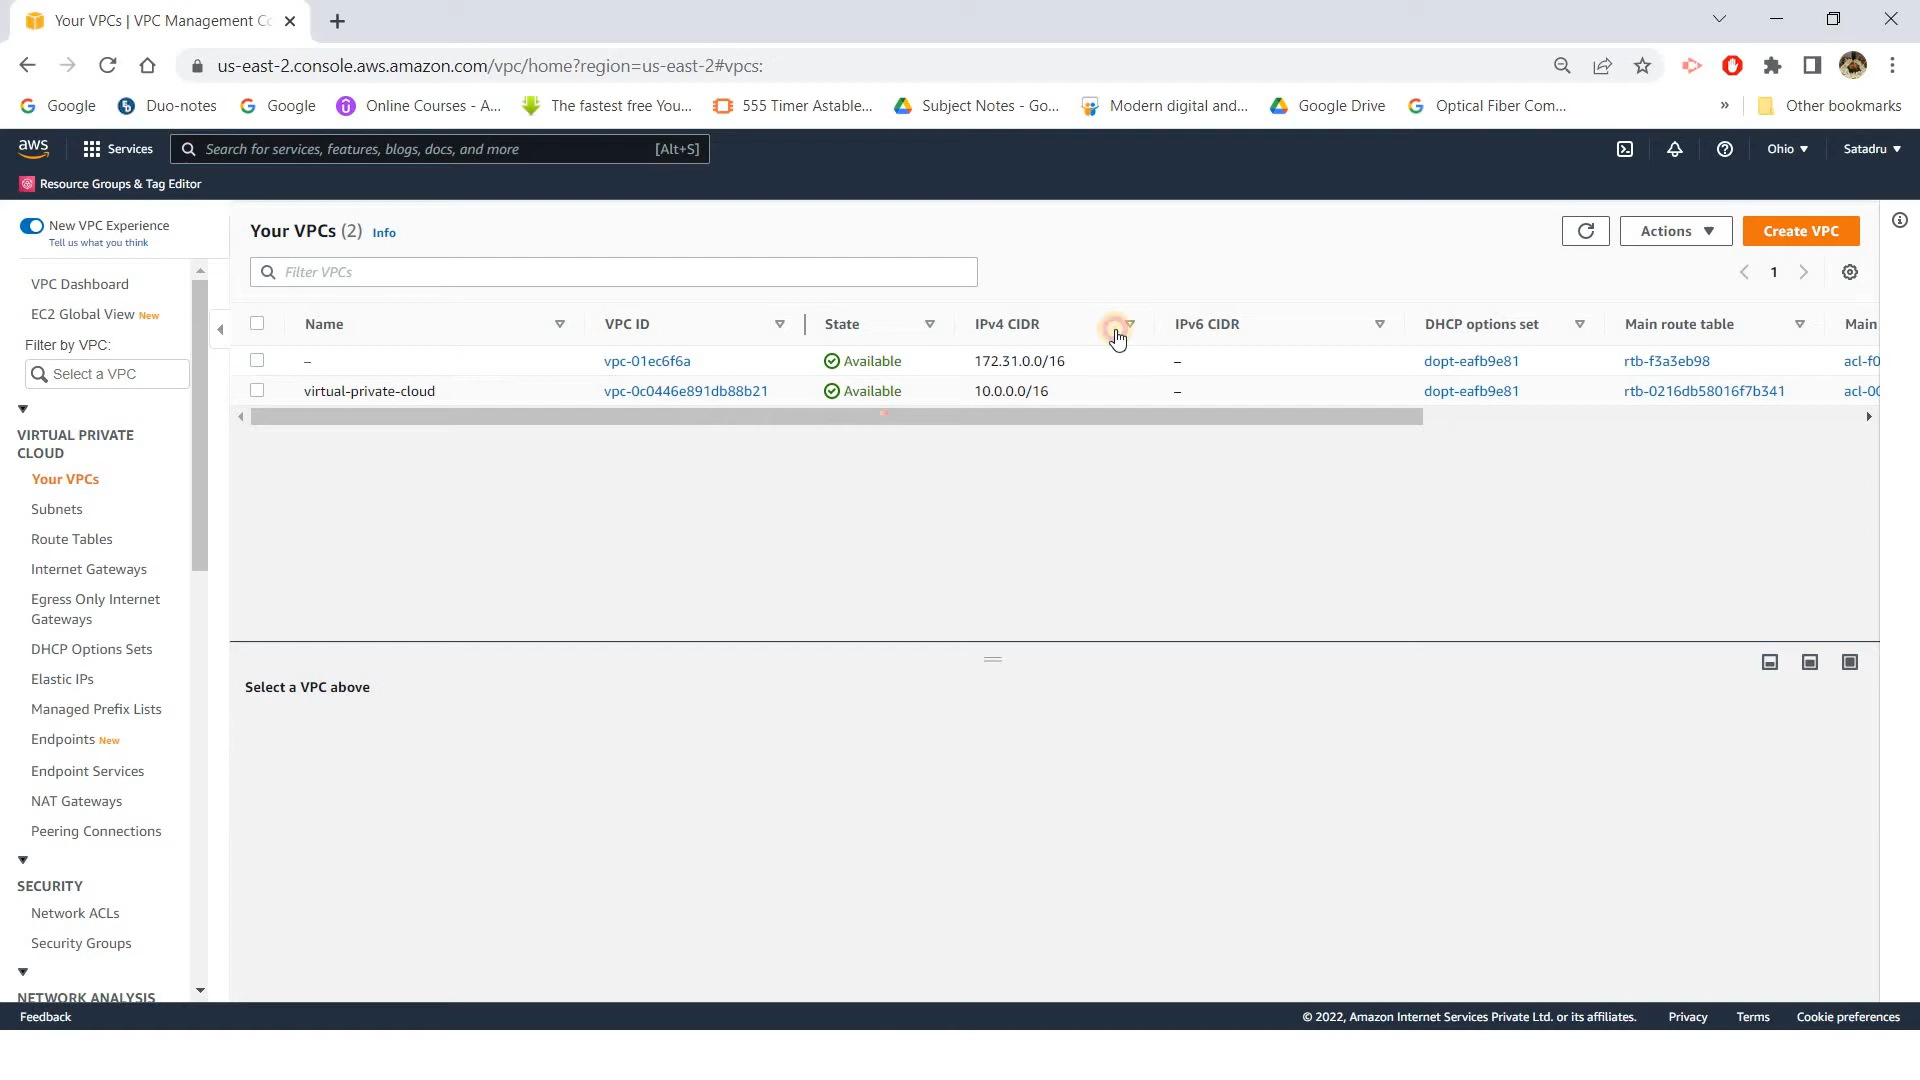 Your VPCs | VPC Management Co
us-east-2.console.aws.amazon.com/vpc/home?region=us-east-2#vpcs:
Google Duo-notes Google Online Courses - A... The fastest free You... 555 Timer Astable... Subject Notes - Go... Modern digital and... Google Drive Optical Fiber Com... » Other bookmarks
aws Services Search for services, features, blogs, docs, and more [Alt+S] Ohio Satadru
Resource Groups & Tag Editor
New VPC Experience
Tell us what you think
VPC Dashboard
EC2 Global View New
Filter by VPC:
Select a VPC
VIRTUAL PRIVATE
CLOUD
Your VPCs
Subnets
Route Tables
Internet Gateways
Egress Only Internet
Gateways
DHCP Options Sets
Elastic IPs
Managed Prefix Lists
Endpoints New
Endpoint Services
NAT Gateways
Peering Connections
SECURITY
Network ACLs
Security Groups
NETWORK ANALYSIS
Your VPCs (2) Info
Actions Create VPC
Filter VPCs
1
Name VPC ID State IPv4 CIDR IPv6 CIDR DHCP options set Main route table Main
– vpc-01ec6f6a Available 172.31.0.0/16 – dopt-eafb9e81 rtb-f3a3eb98 acl-f0
virtual-private-cloud vpc-0c0446e891db88b21 Available 10.0.0.0/16 – dopt-eafb9e81 rtb-0216db58016f7b341 acl-00
Select a VPC above
Feedback © 2022, Amazon Internet Services Private Ltd. or its affiliates. Privacy Terms Cookie preferences